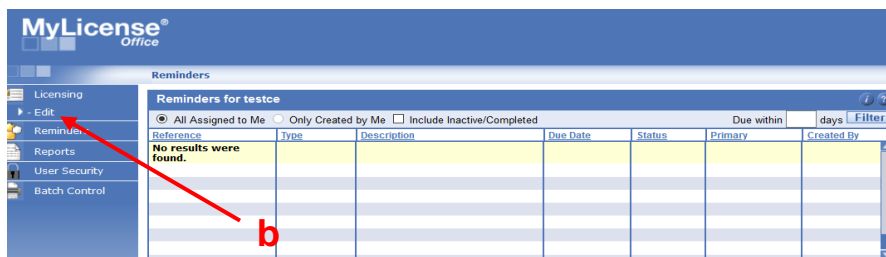 MyLicense®
Office
Reminders
Licensing
- Edit
Reminders
Reports
User Security
Batch Control
Reminders for testce
All Assigned to Me Only Created by Me Include Inactive/Completed Due within days Filter
Reference Type Description Due Date Status Primary Created By
No results were
found.
b